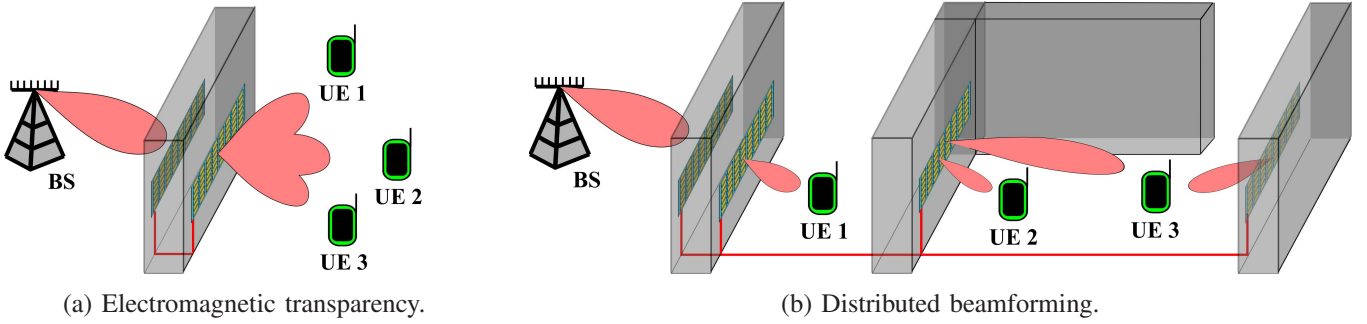 BS
UE 1
UE 2
UE 3
(a) Electromagnetic transparency.
BS
UE 1
UE 2
UE 3
(b) Distributed beamforming.